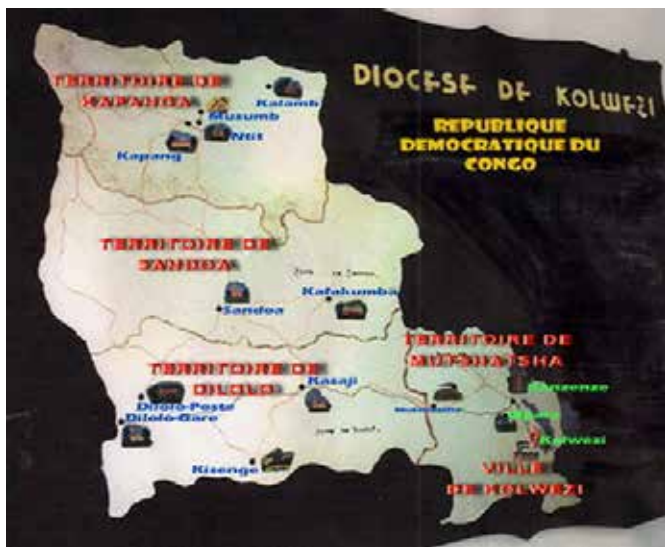 DIOCESE DE KOLWEZI
REPUBLIQUE
DEMOCRATIQUE DU
CONGO
TERRITOIRE DE
KAPANGA
Kalamb
Musumb
Ntit
Kapang
TERRITOIRE DE
SANDOA
Sandoa
Kafakumba
TERRITOIRE DE
DILOLO
Kasaji
Dilolo-Poste
Dilolo-Gare
Kisenge
TERRITOIRE DE
MUTSHATSHA
Kanzenze
Kolwezi
VILLE
DE KOLWEZI